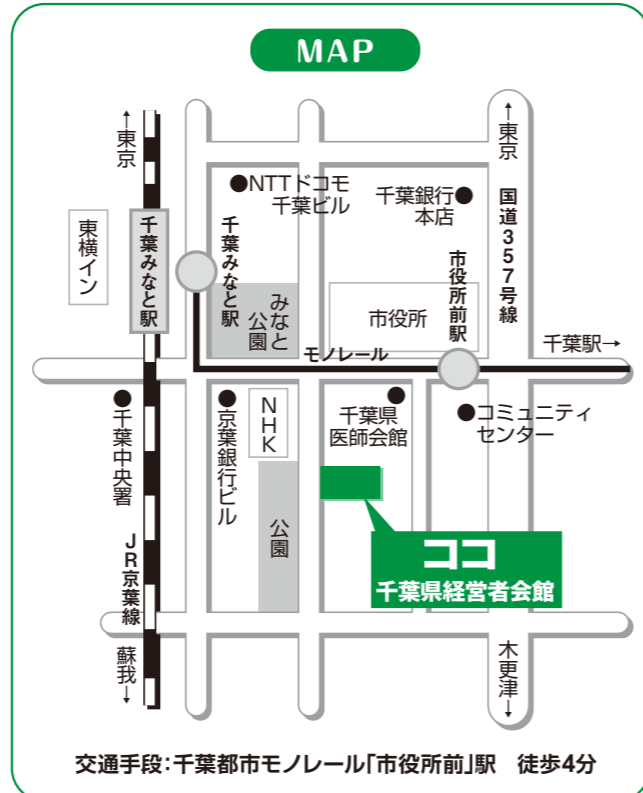 MAP
←東京
←東京
NTTドコモ
千葉ビル
千葉銀行
本店
国道357号線
東横イン
千葉みなと駅
千葉みなと駅
みなと
公園
市役所
市役所前駅
モノレール
千葉駅→
千葉中央署
京葉銀行ビル
NHK
千葉県
医師会館
コミュニティ
センター
公園
ココ
千葉県経営者会館
JR京葉線
蘇我→
木更津→
交通手段:千葉都市モノレール「市役所前」駅 徒歩4分